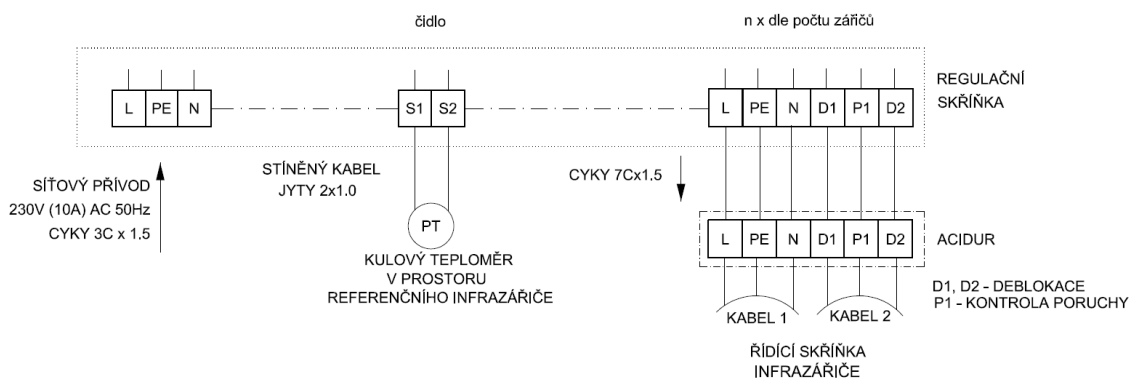 čidlo
n x dle počtu zářičů
REGULAČNÍ
SKŘÍŇKA
L PE N
S1 S2
L PE N D1 P1 D2
SÍŤOVÝ PŘÍVOD
230V (10A) AC 50Hz
CYKY 3C x 1,5
STÍNĚNÝ KABEL
JYTY 2x1.0
CYKY 7Cx1,5
PT
KULOVÝ TEPLOMĚR
V PROSTORU
REFERENČNÍHO INFRAZÁŘIČE
L PE N D1 P1 D2
ACIDUR
D1, D2 - DEBLOKACE
P1 - KONTROLA PORUCHY
KABEL 1
KABEL 2
ŘÍDÍCÍ SKŘÍŇKA
INFRAZÁŘIČE